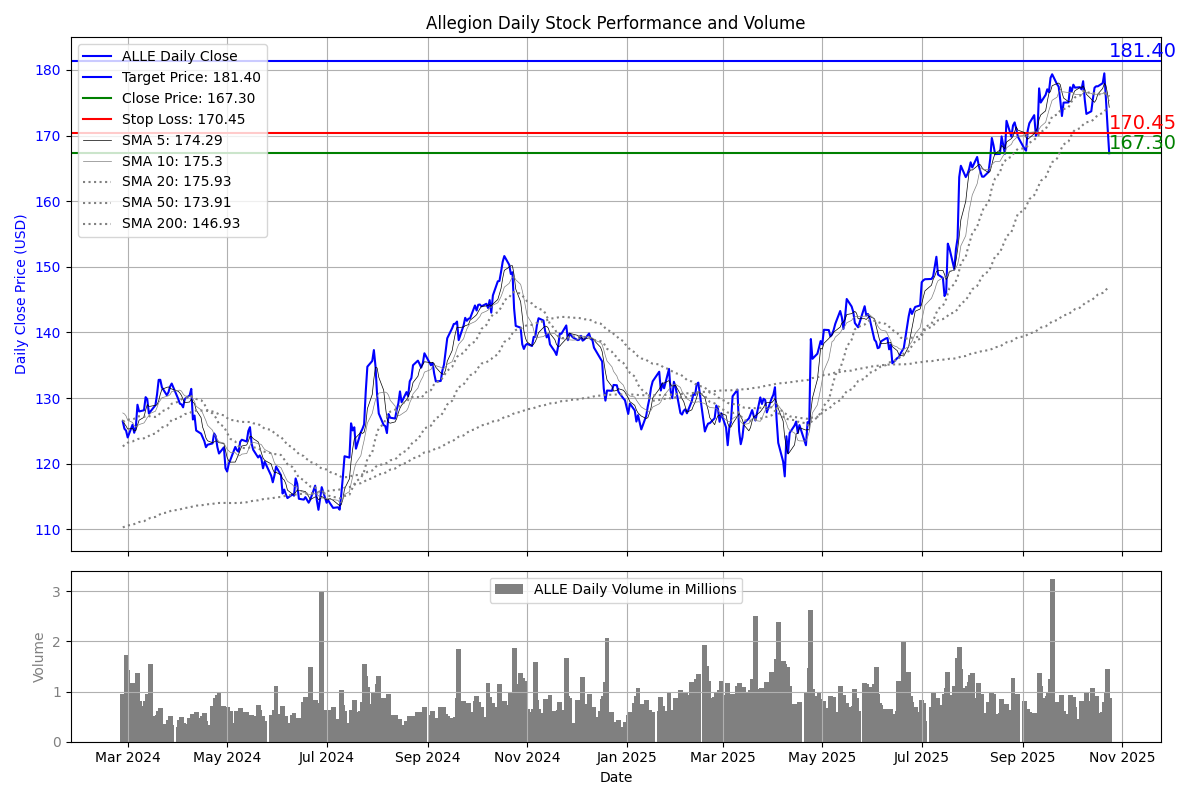 Allegion Daily Stock Performance and Volume
ALLE Daily Close
Target Price: 181.40
Close Price: 167.30
Stop Loss: 170.45
SMA 5: 174.29
SMA 10: 175.3
SMA 20: 175.93
SMA 50: 173.91
SMA 200: 146.93
181.40
170.45
167.30
Daily Close Price (USD)
180
170
160
150
140
130
120
110
ALLE Daily Volume in Millions
Volume
3
2
1
0
Mar 2024 May 2024 Jul 2024 Sep 2024 Nov 2024 Jan 2025 Mar 2025 May 2025 Jul 2025 Sep 2025 Nov 2025
Date